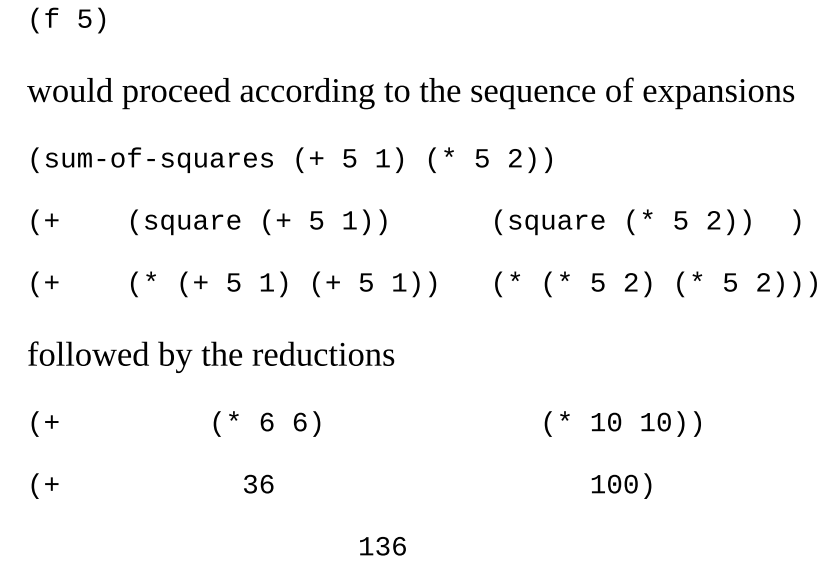 (f 5)
would proceed according to the sequence of expansions
(sum-of-squares (+ 5 1) (* 5 2))
(+    (square (+ 5 1))      (square (* 5 2))  )
(+    (* (+ 5 1) (+ 5 1))   (* (* 5 2) (* 5 2)))
followed by the reductions
(+         (* 6 6)             (* 10 10))
(+           36                   100)
                    136